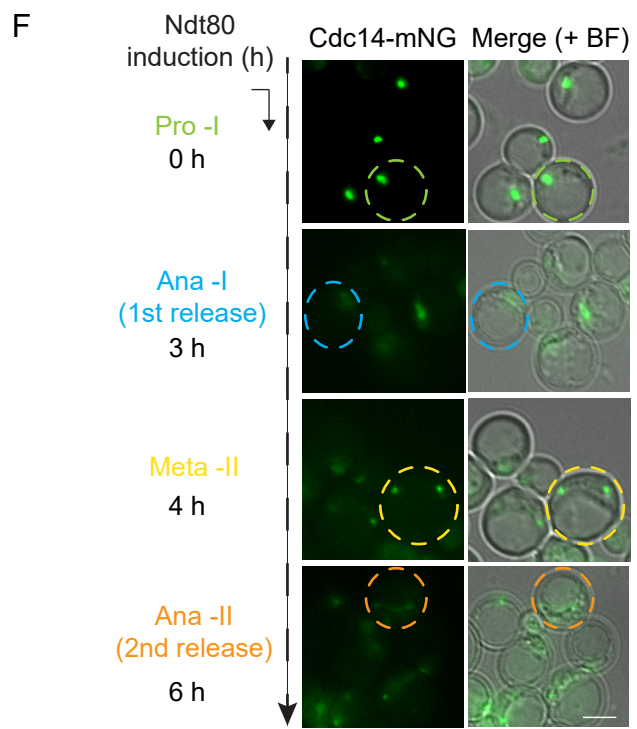 F
Ndt80
induction (h)
Cdc14-mNG
Merge (+ BF)
Pro -I
0 h
Ana -I
(1st release)
3 h
Meta -II
4 h
Ana -II
(2nd release)
6 h